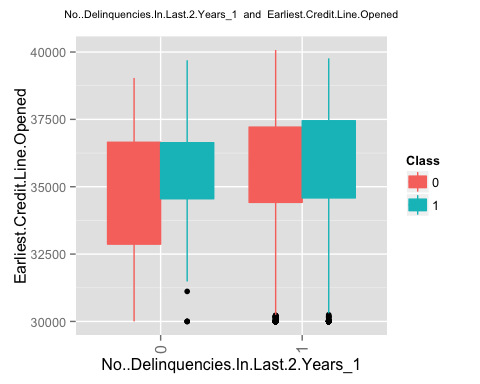 No..Delinquencies.In.Last.2.Years_1 and Earliest.Credit.Line.Opened
40000
37500
35000
32500
30000
Earliest.Credit.Line.Opened
0
1
No..Delinquencies.In.Last.2.Years_1
Class
0
1